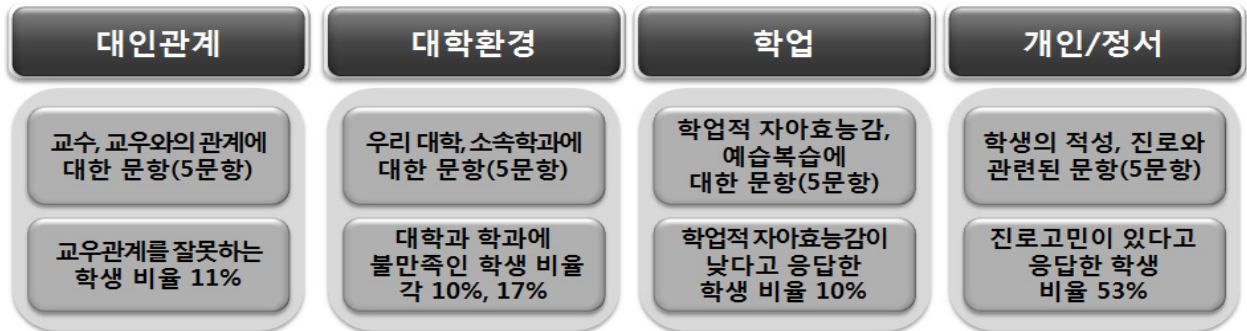 대인관계
교수, 교우와의 관계에
대한 문항(5문항)
교우관계를 잘못하는
학생 비율 11%
대학환경
우리 대학, 소속학과에
대한 문항(5문항)
대학과 학과에
불만족인 학생 비율
각 10%, 17%
학업
학업적 자아효능감,
예습복습에
대한 문항(5문항)
학업적 자아효능감이
낮다고 응답한
학생 비율 10%
개인/정서
학생의 적성, 진로와
관련된 문항(5문항)
진로고민이 있다고
응답한 학생
비율 53%